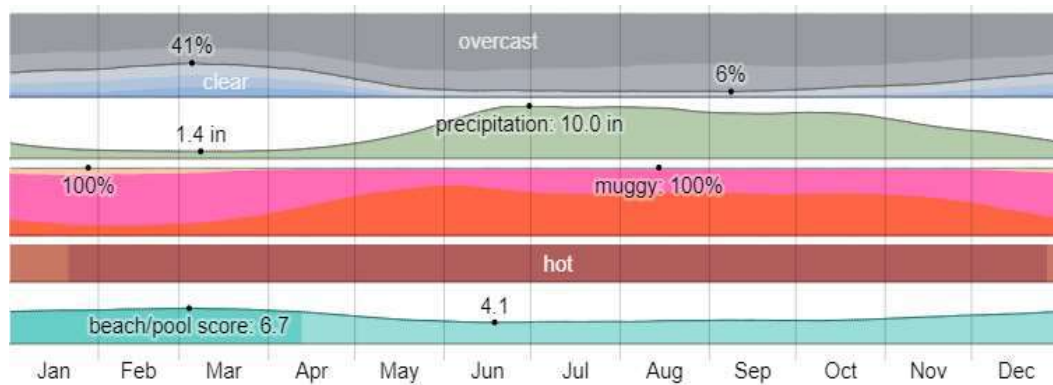 overcast
41%
clear
6%
precipitation: 10.0 in
1.4 in
100%
muggy: 100%
hot
4.1
beach/pool score: 6.7
Jan Feb Mar Apr May Jun Jul Aug Sep Oct Nov Dec